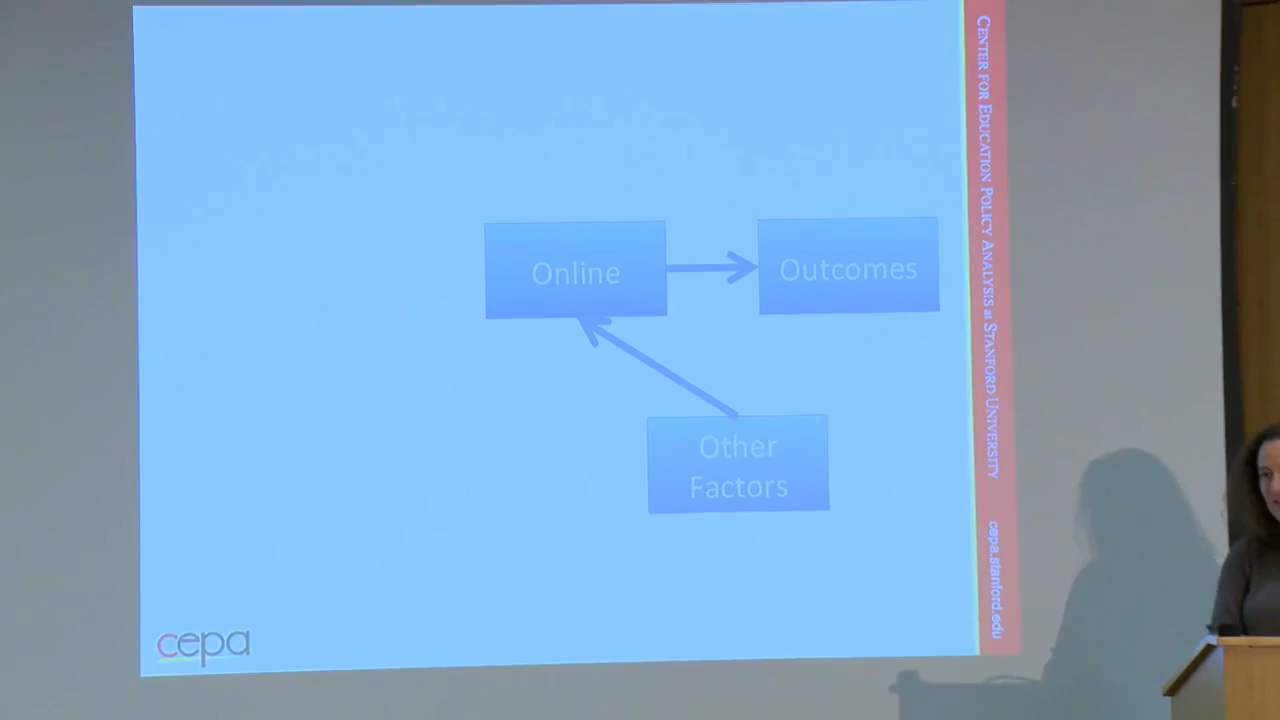 Online
Outcomes
Other
Factors
CENTER FOR EDUCATION POLICY ANALYSIS at STANFORD UNIVERSITY
cepa.stanford.edu
cepa